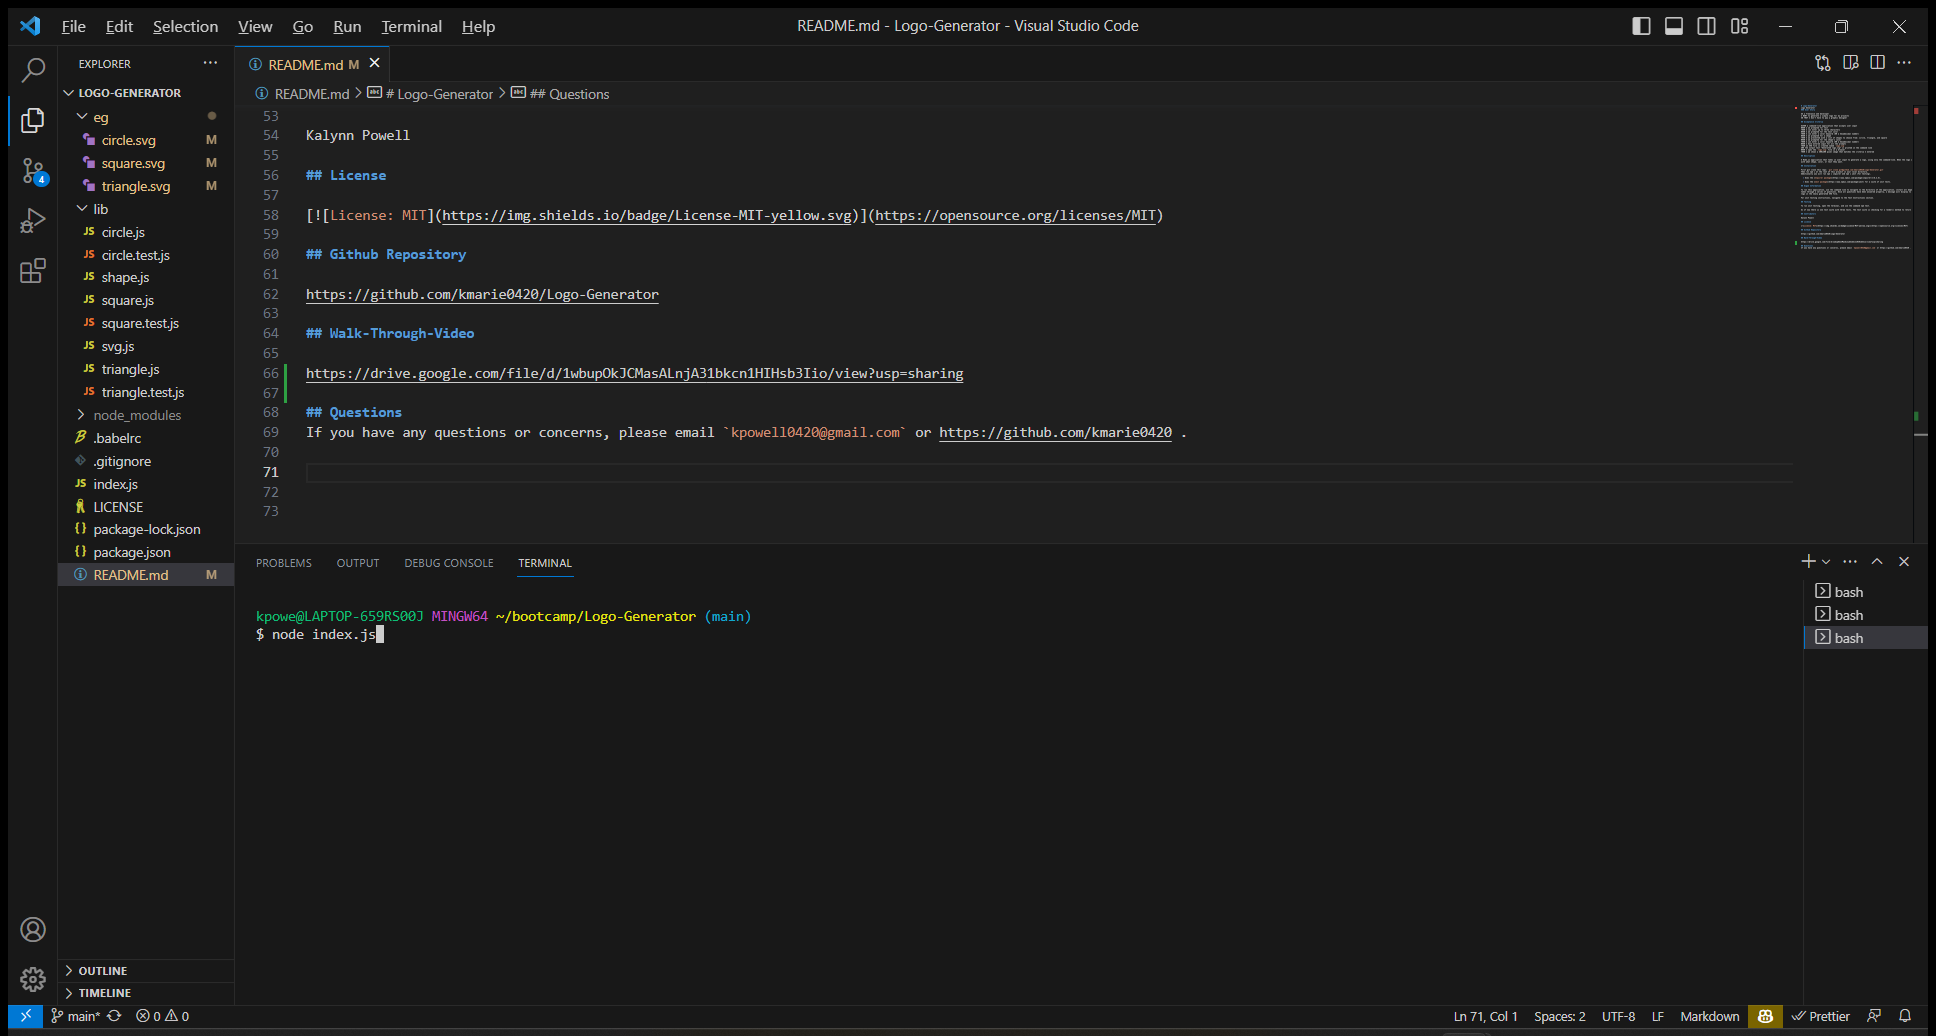 File Edit Selection View Go Run Terminal Help
README.md - Logo-Generator - Visual Studio Code
EXPLORER
LOGO-GENERATOR
eg
circle.svg M
square.svg M
triangle.svg M
lib
JS circle.js
JS circle.test.js
JS shape.js
JS square.js
JS square.test.js
JS svg.js
JS triangle.js
JS triangle.test.js
node_modules
.babelrc
.gitignore
JS index.js
LICENSE
{} package-lock.json
{} package.json
README.md M
OUTLINE
TIMELINE
4
README.md M
README.md > # Logo-Generator > ## Questions
53
54 Kalynn Powell
55
56 ## License
57
58 [![License: MIT](https://img.shields.io/badge/License-MIT-yellow.svg)](https://opensource.org/licenses/MIT)
59
60 ## Github Repository
61
62 https://github.com/kmarie0420/Logo-Generator
63
64 ## Walk-Through-Video
65
66 https://drive.google.com/file/d/1wbupOkJCMasALnjA31bkcn1HIHsb3Iio/view?usp=sharing
67
68 ## Questions
69 If you have any questions or concerns, please email `kpowell0420@gmail.com` or https://github.com/kmarie0420 .
70
71
72
73
PROBLEMS OUTPUT DEBUG CONSOLE TERMINAL
kpowe@LAPTOP-659RS00J MINGW64 ~/bootcamp/Logo-Generator (main)
$ node index.js
bash
bash
bash
main* 0 0
Ln 71, Col 1 Spaces: 2 UTF-8 LF Markdown Prettier